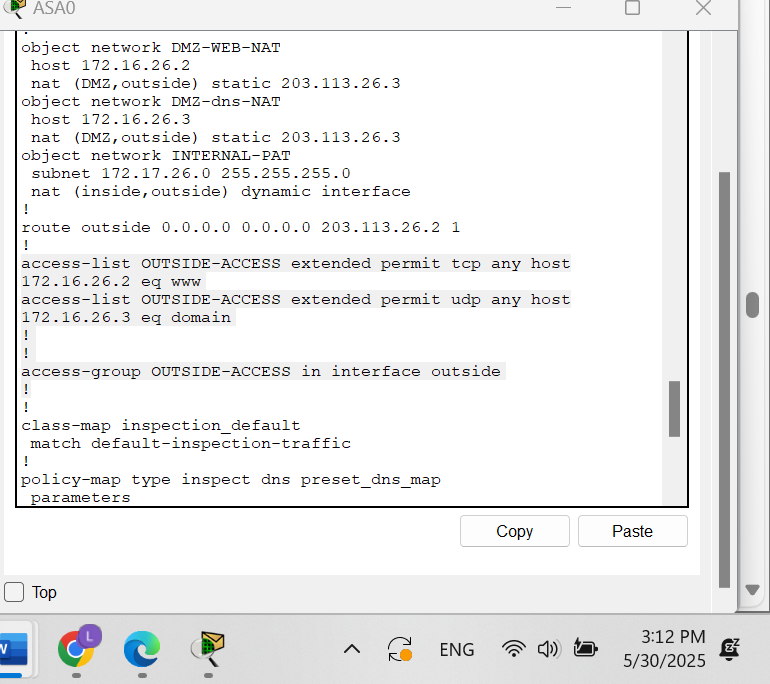 ASA0
!
object network DMZ-WEB-NAT
 host 172.16.26.2
 nat (DMZ,outside) static 203.113.26.3
object network DMZ-dns-NAT
 host 172.16.26.3
 nat (DMZ,outside) static 203.113.26.3
object network INTERNAL-PAT
 subnet 172.17.26.0 255.255.255.0
 nat (inside,outside) dynamic interface
!
route outside 0.0.0.0 0.0.0.0 203.113.26.2 1
!
access-list OUTSIDE-ACCESS extended permit tcp any host
172.16.26.2 eq www
access-list OUTSIDE-ACCESS extended permit udp any host
172.16.26.3 eq domain
!
!
access-group OUTSIDE-ACCESS in interface outside
!
!
class-map inspection_default
 match default-inspection-traffic
!
policy-map type inspect dns preset_dns_map
 parameters
Copy Paste
Top
W L ENG 3:12 PM
5/30/2025